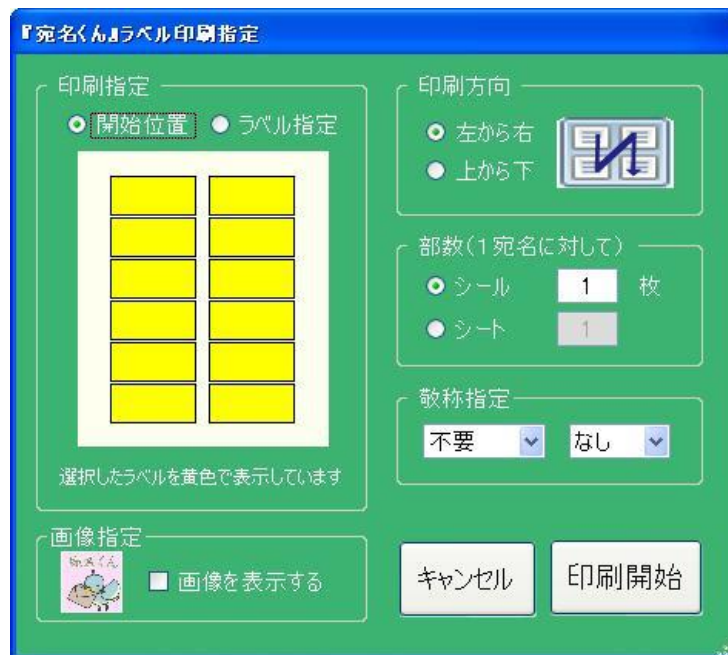 『宛名くん』ラベル印刷指定
印刷指定
開始位置 ラベル指定
選択したラベルを黄色で表示しています
画像指定
宛名くん
画像を表示する
印刷方向
左から右
上から下
部数(1宛名に対して)
シール 1 枚
シート 1
敬称指定
不要 なし
キャンセル 印刷開始